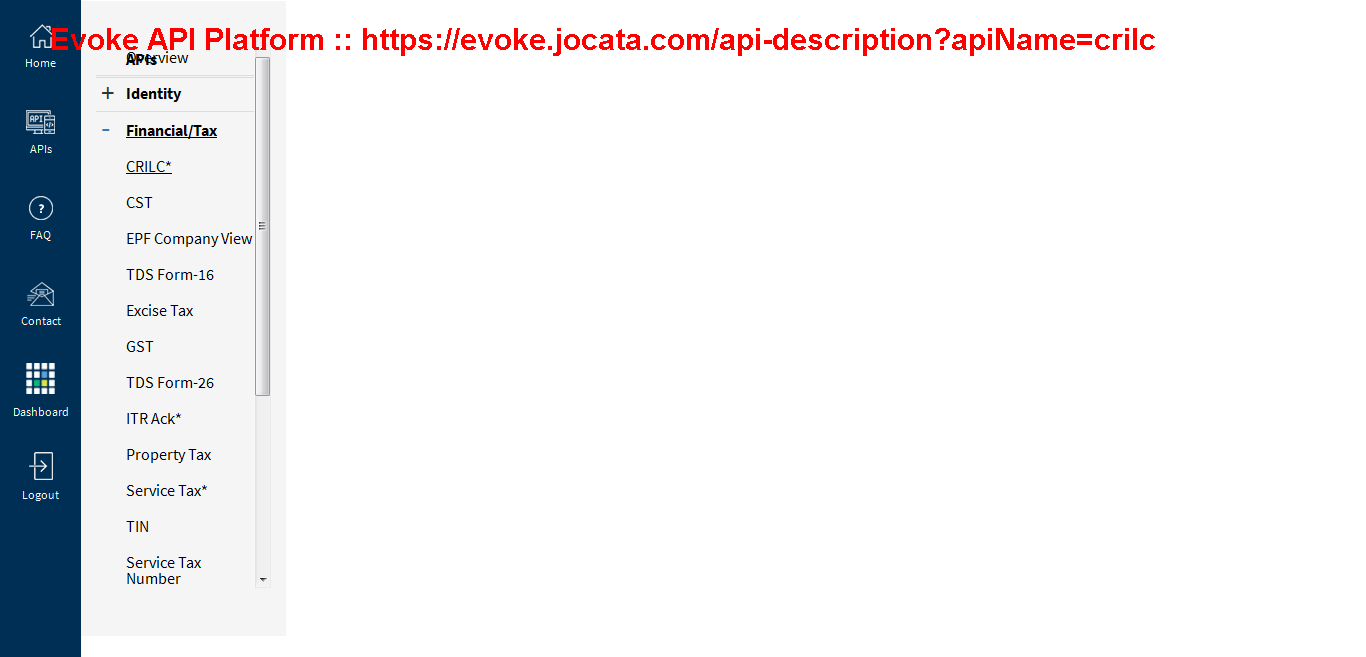 Evoke API Platform :: https://evoke.jocata.com/api-description?apiName=crilc
Home
APIs
FAQ
Contact
Dashboard
Logout
APIs
Overview
+ Identity
- Financial/Tax
CRILC*
CST
EPF Company View
TDS Form-16
Excise Tax
GST
TDS Form-26
ITR Ack*
Property Tax
Service Tax*
TIN
Service Tax
Number